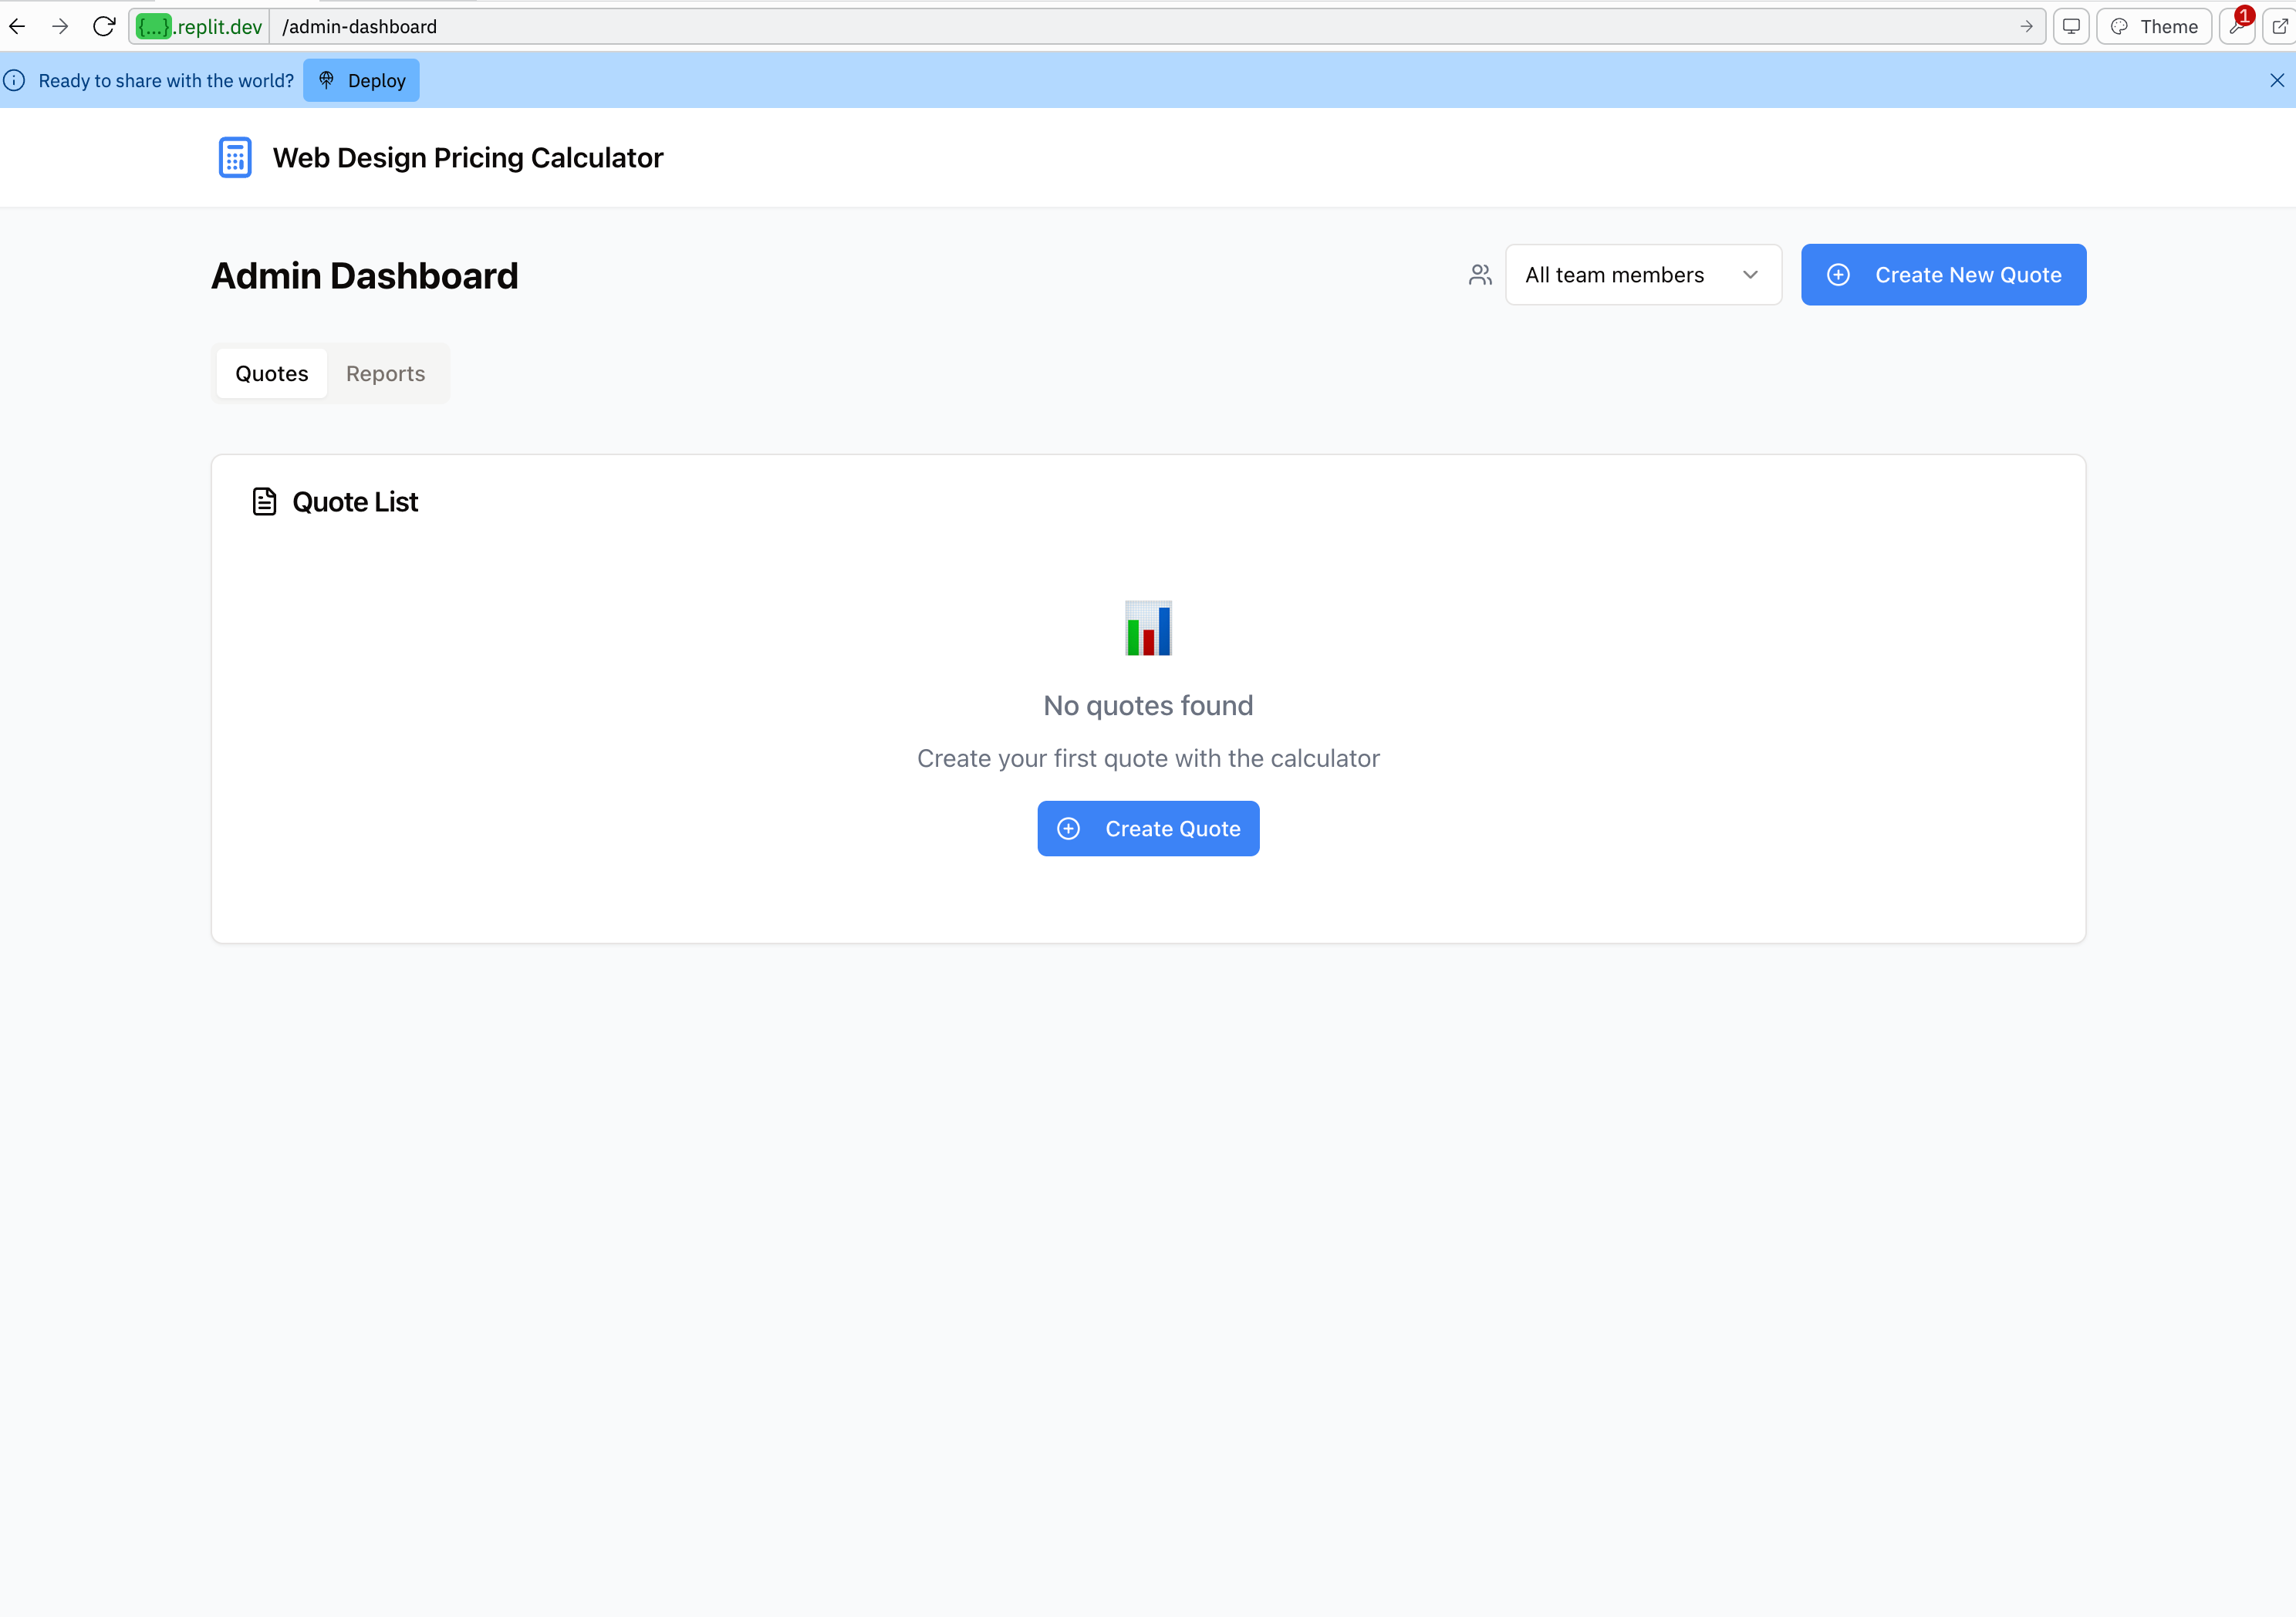 {...}.replit.dev /admin-dashboard Theme 1
Ready to share with the world? Deploy
Web Design Pricing Calculator
Admin Dashboard All team members Create New Quote
Quotes Reports
Quote List
No quotes found
Create your first quote with the calculator
Create Quote